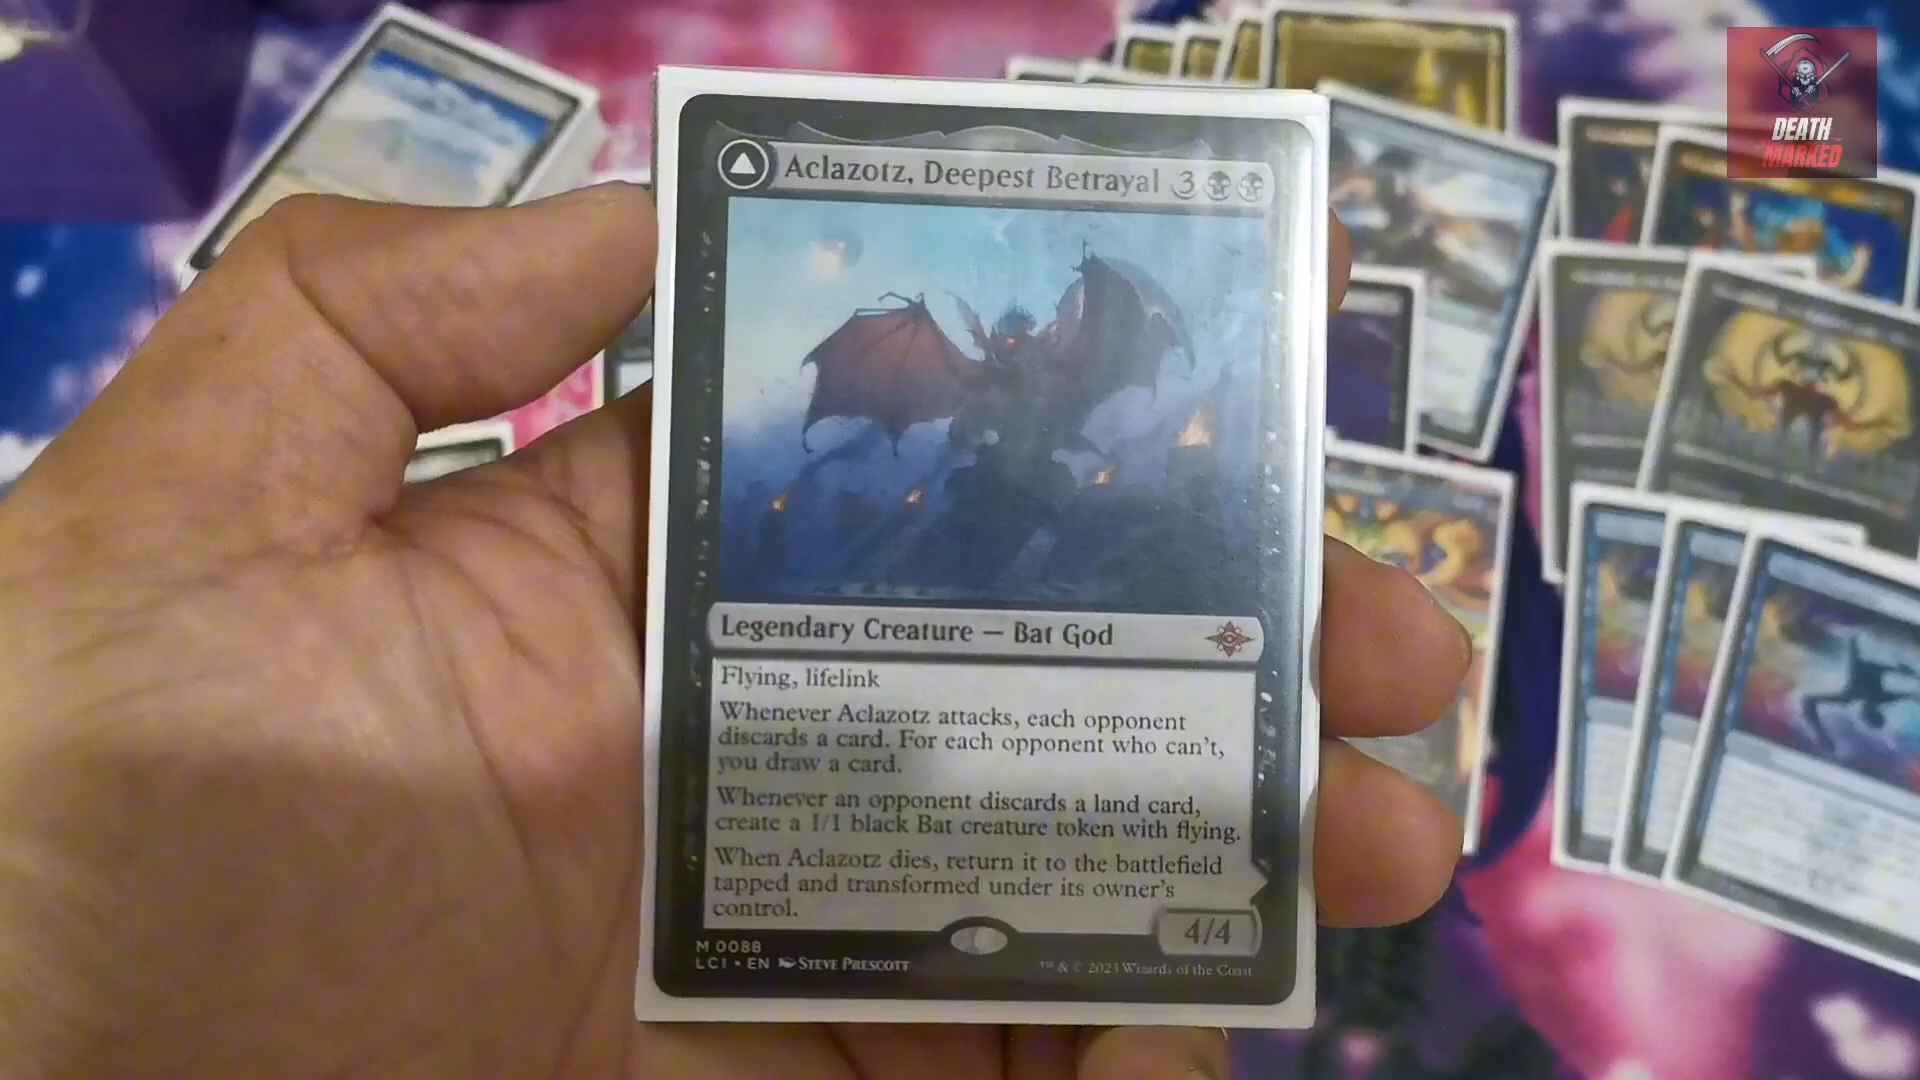 DEATH
MARKED
Aclazotz, Deepest Betrayal 3
Legendary Creature — Bat God
Flying, lifelink
Whenever Aclazotz attacks, each opponent
discards a card. For each opponent who can't,
you draw a card.
Whenever an opponent discards a land card,
create a 1/1 black Bat creature token with flying.
When Aclazotz dies, return it to the battlefield
tapped and transformed under its owner's
control.
4/4
M 0088
LCI • EN STEVE PRESCOTT
™ & © 2023 Wizards of the Coast